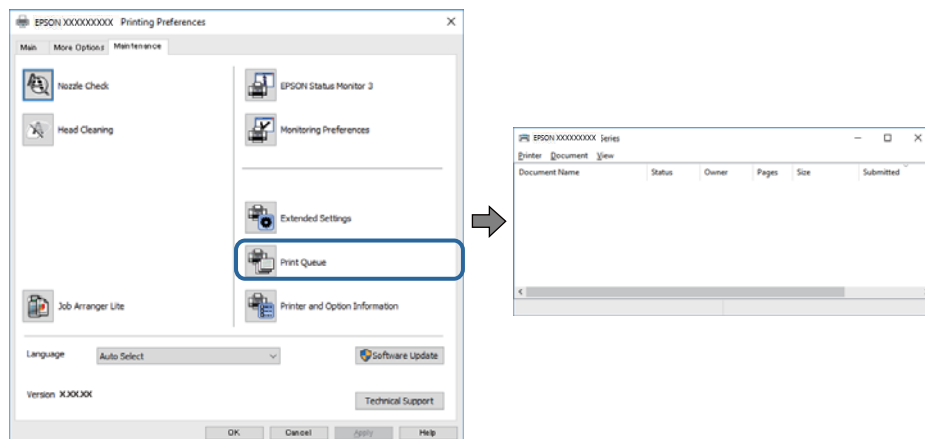 EPSON XXXXXXXXX Printing Preferences
Main More Options Maintenance
Nozzle Check
EPSON Status Monitor 3
Head Cleaning
Monitoring Preferences
Extended Settings
Print Queue
Job Arranger Lite
Printer and Option Information
Language Auto Select Software Update
Version X.XX.XX
Technical Support
OK Cancel Apply Help
EPSON XXXXXXXXXX Series
Printer Document View
Document Name Status Owner Pages Size Submitted